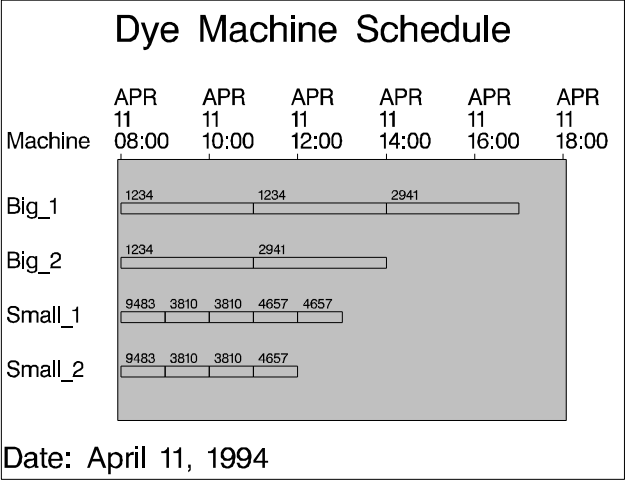 Dye Machine Schedule
APR APR APR APR APR APR
11 11 11 11 11 11
Machine 08:00 10:00 12:00 14:00 16:00 18:00
1234 1234 2941
Big_1
1234 2941
Big_2
9483 3810 3810 4657 4657
Small_1
9483 3810 3810 4657
Small_2
Date: April 11, 1994